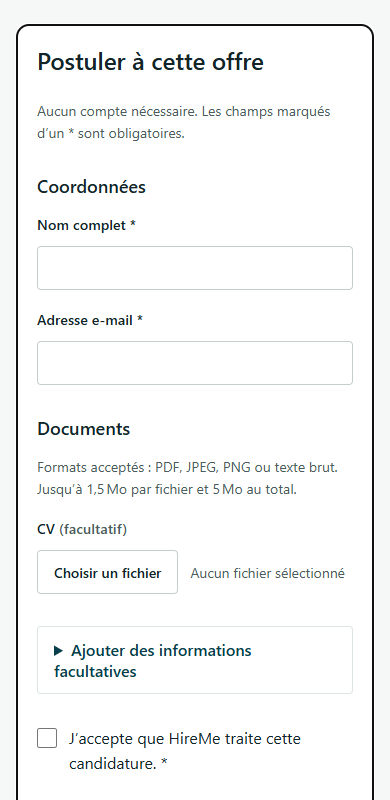 Postuler à cette offre
Aucun compte nécessaire. Les champs marqués
d’un * sont obligatoires.
Coordonnées
Nom complet *
Adresse e-mail *
Documents
Formats acceptés : PDF, JPEG, PNG ou texte brut.
Jusqu’à 1,5 Mo par fichier et 5 Mo au total.
CV (facultatif)
Choisir un fichier Aucun fichier sélectionné
Ajouter des informations
facultatives
J’accepte que HireMe traite cette
candidature. *